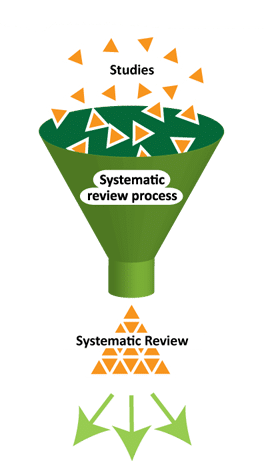 Studies
Systematic
review process
Systematic Review